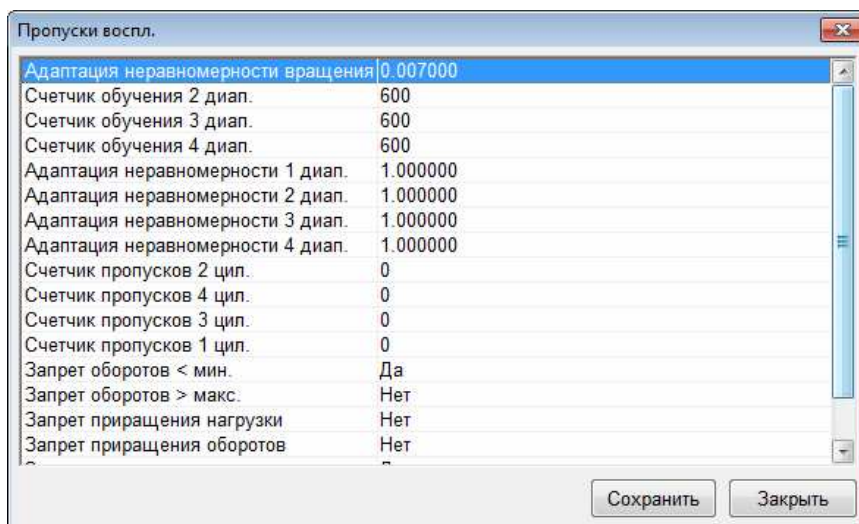 Пропуски воспл.
Адаптация неравномерности вращения 0.007000
Счетчик обучения 2 диап. 600
Счетчик обучения 3 диап. 600
Счетчик обучения 4 диап. 600
Адаптация неравномерности 1 диап. 1.000000
Адаптация неравномерности 2 диап. 1.000000
Адаптация неравномерности 3 диап. 1.000000
Адаптация неравномерности 4 диап. 1.000000
Счетчик пропусков 2 цил. 0
Счетчик пропусков 4 цил. 0
Счетчик пропусков 3 цил. 0
Счетчик пропусков 1 цил. 0
Запрет оборотов < мин. Да
Запрет оборотов > макс. Нет
Запрет приращения нагрузки Нет
Запрет приращения оборотов Нет
Сохранить Закрыть